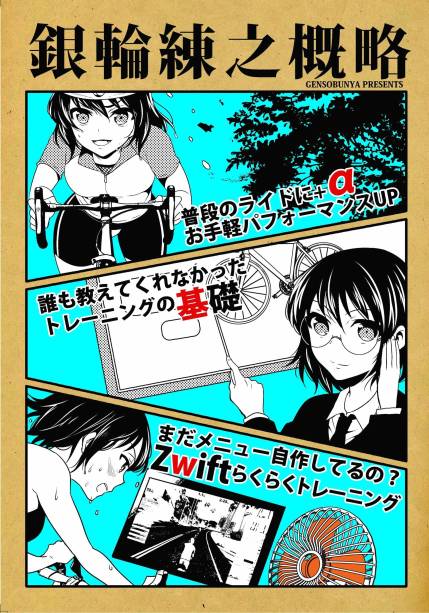 銀輪練之概略
GENSOBUNYA PRESENTS
普段のライドに+α
お手軽パフォーマンスUP
誰も教えてくれなかった
トレーニングの基礎
まだメニュー自作してるの？
Zwiftらくらくトレーニング